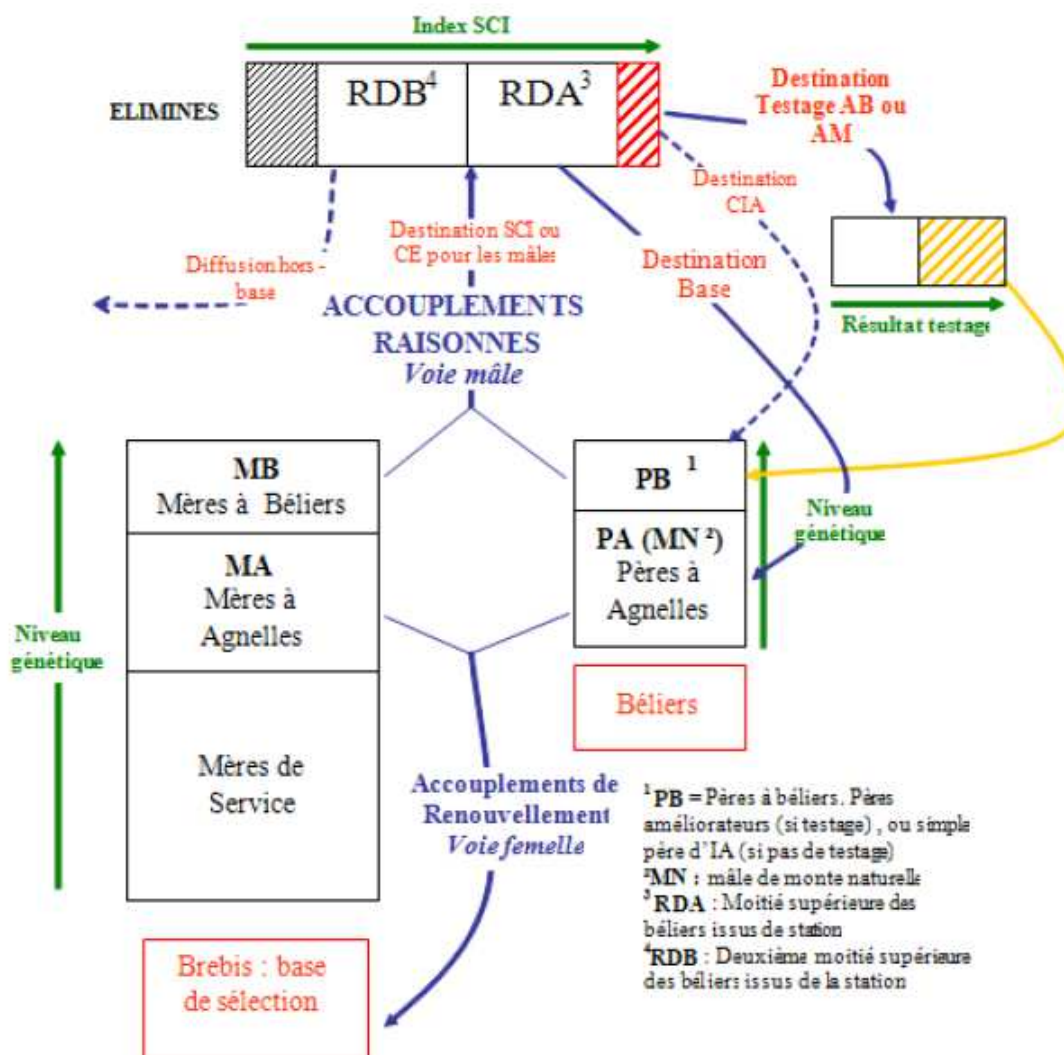 Index SCI
ELIMINES
RDB⁴
RDA³
Destination
Testage AB ou
AM
Destination
CIA
Destination SCI ou
CE pour les mâles
Diffusion hors -
base
Destination
Base
Résultat testage
ACCOUPLEMENTS
RAISONNES
Voie mâle
MB
Mères à Béliers
MA
Mères à
Agnelles
Mères de
Service
Niveau
génétique
PB ¹
PA (MN ²)
Pères à
Agnelles
Niveau
génétique
Béliers
Accouplements de
Renouvellement
Voie femelle
Brebis : base
de sélection
¹ PB = Pères à béliers. Pères
améliorateurs (si testage) , ou simple
père d'IA (si pas de testage)
²MN : mâle de monte naturelle
³ RDA : Moitié supérieure des
béliers issus de station
⁴RDB : Deuxième moitié supérieure
des béliers issus de la station